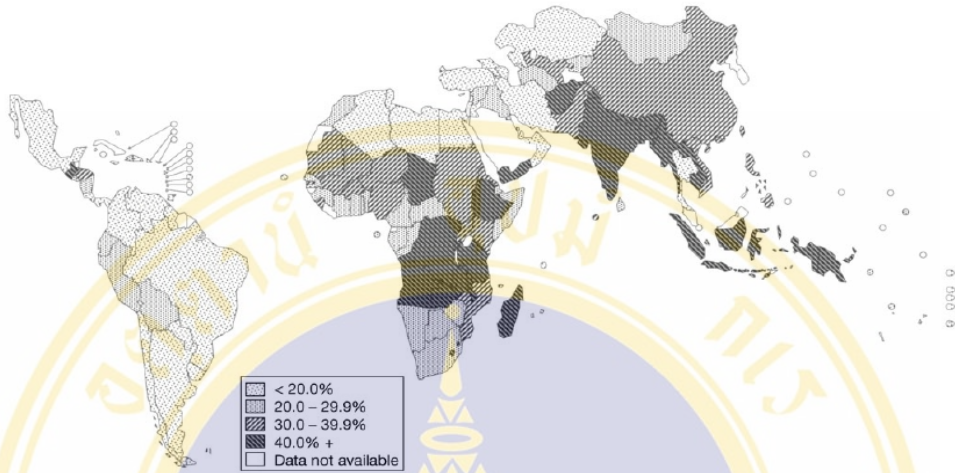 < 20.0%
20.0 – 29.9%
30.0 – 39.9%
40.0% +
Data not available